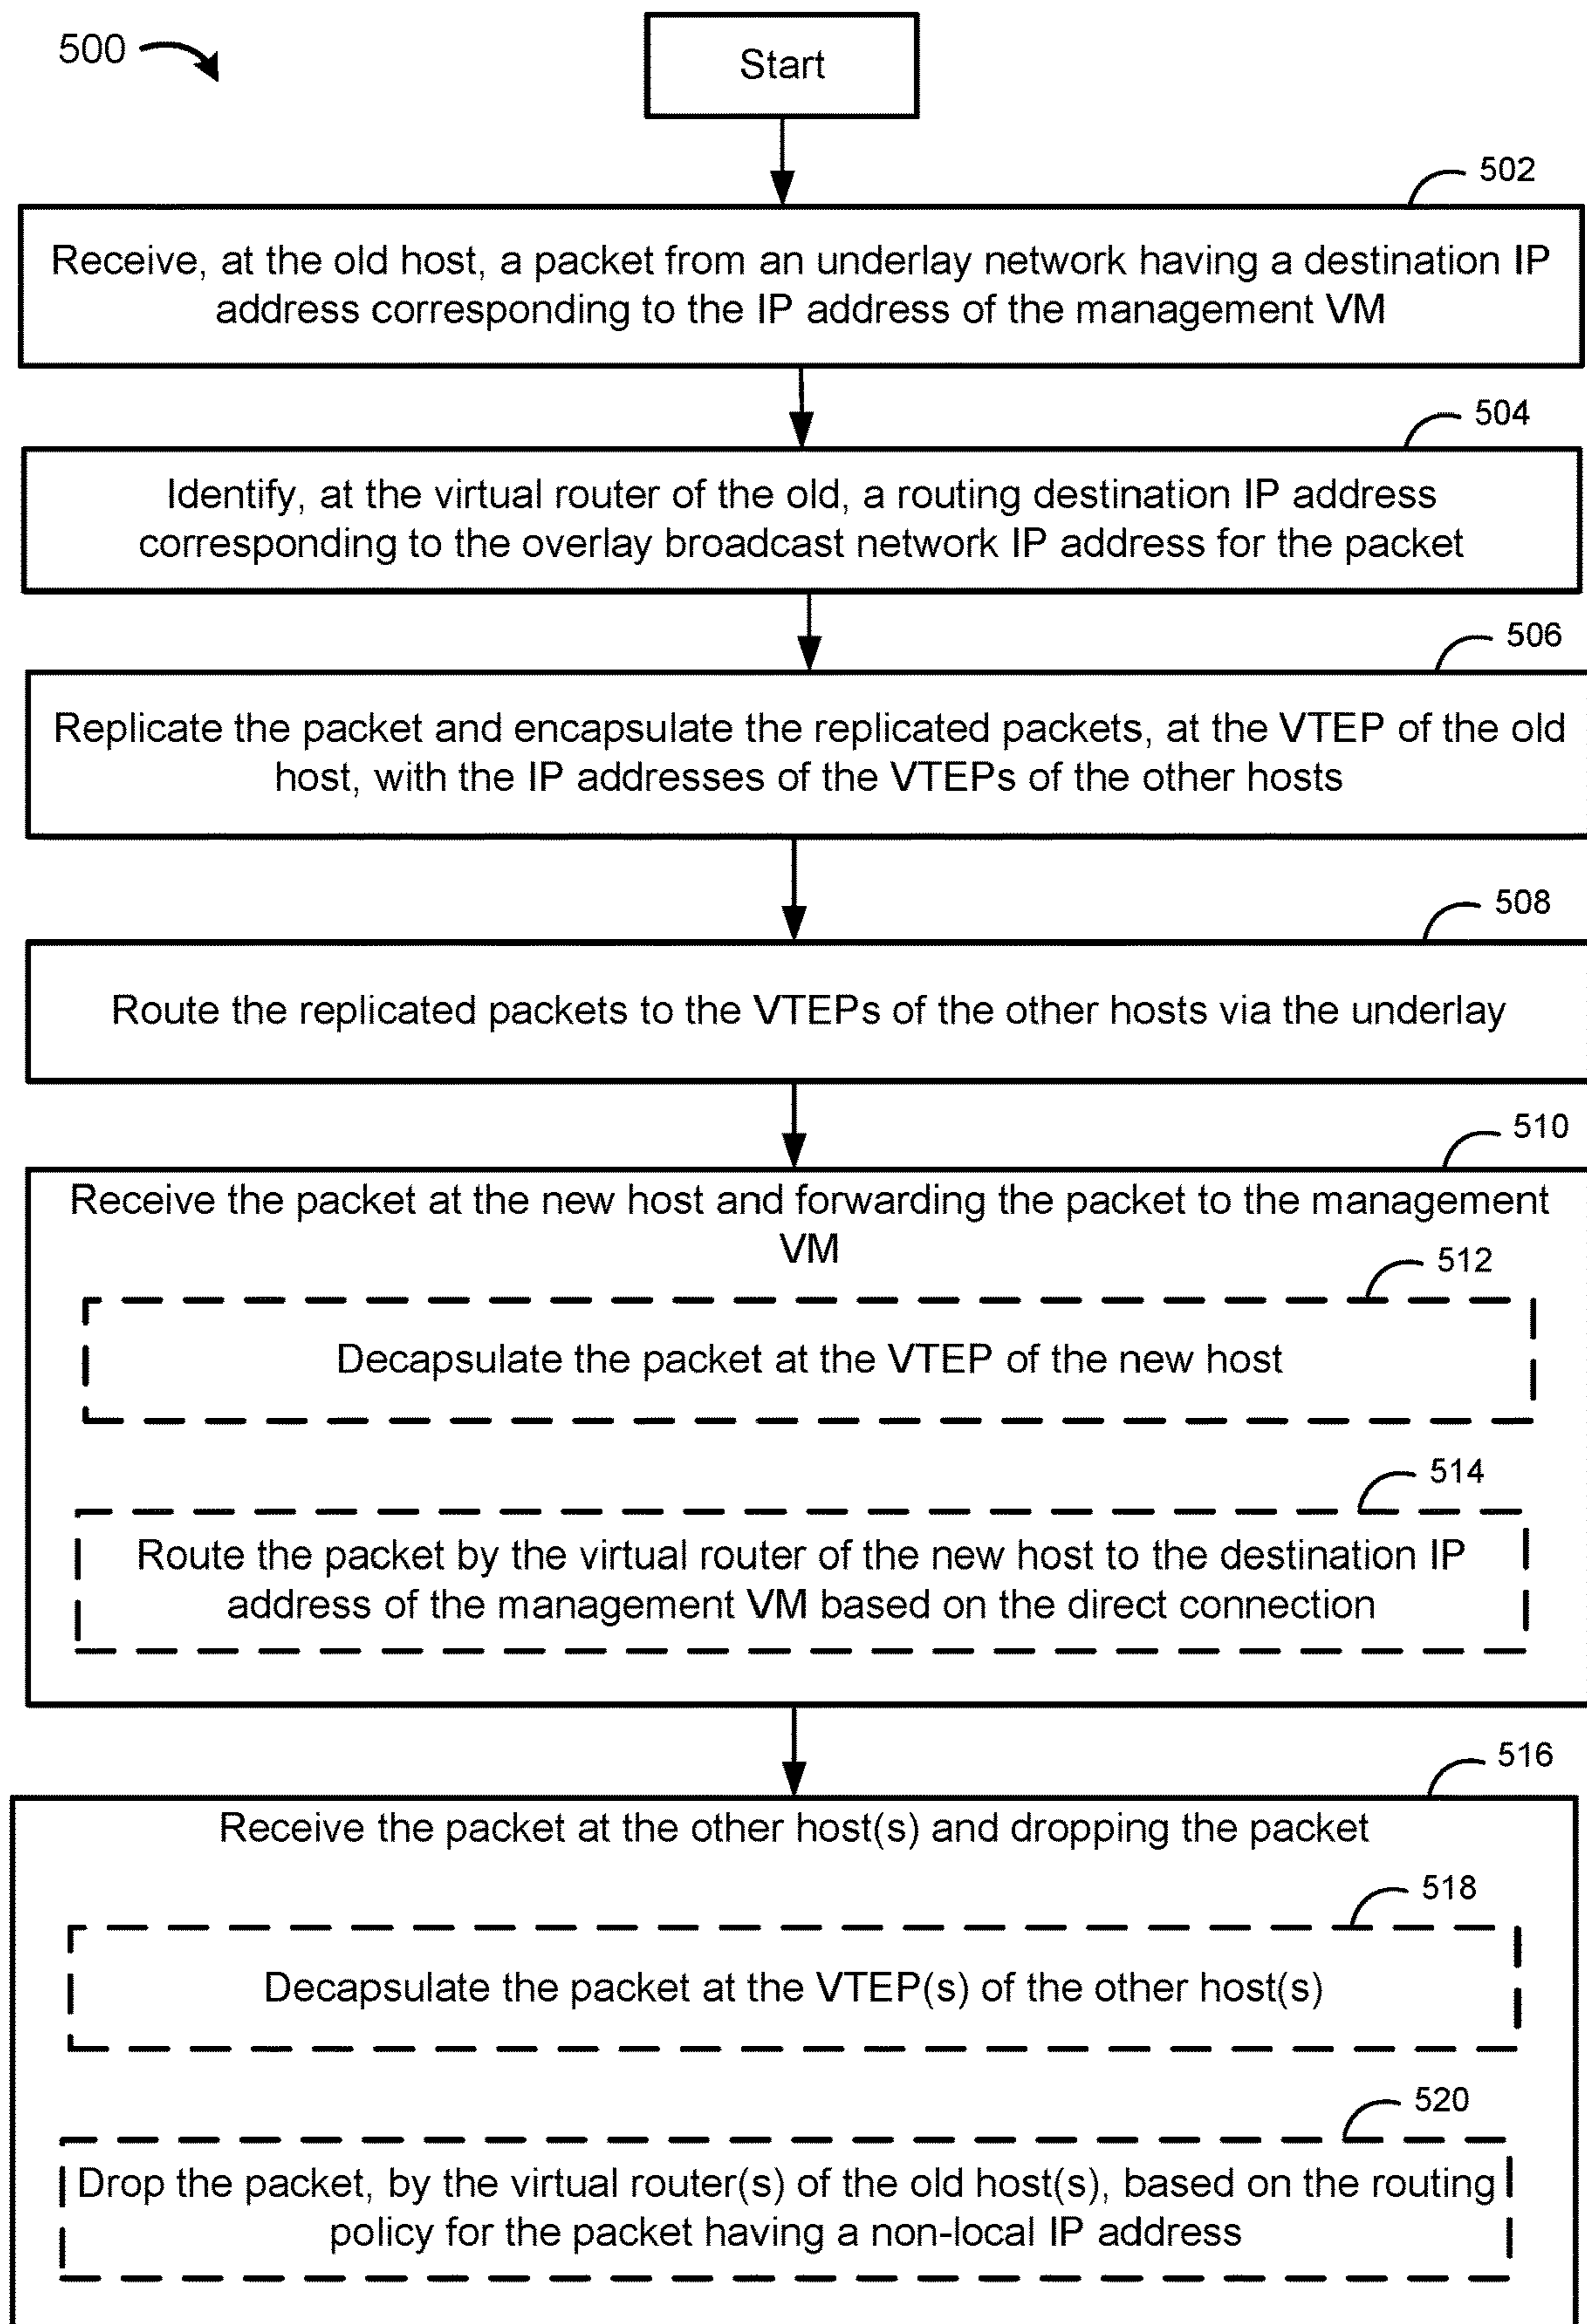 500
Start
502
Receive, at the old host, a packet from an underlay network having a destination IP
address corresponding to the IP address of the management VM
504
Identify, at the virtual router of the old, a routing destination IP address
corresponding to the overlay broadcast network IP address for the packet
506
Replicate the packet and encapsulate the replicated packets, at the VTEP of the old
host, with the IP addresses of the VTEPs of the other hosts
508
Route the replicated packets to the VTEPs of the other hosts via the underlay
510
Receive the packet at the new host and forwarding the packet to the management
VM
512
Decapsulate the packet at the VTEP of the new host
514
Route the packet by the virtual router of the new host to the destination IP
address of the management VM based on the direct connection
516
Receive the packet at the other host(s) and dropping the packet
518
Decapsulate the packet at the VTEP(s) of the other host(s)
520
Drop the packet, by the virtual router(s) of the old host(s), based on the routing
policy for the packet having a non-local IP address